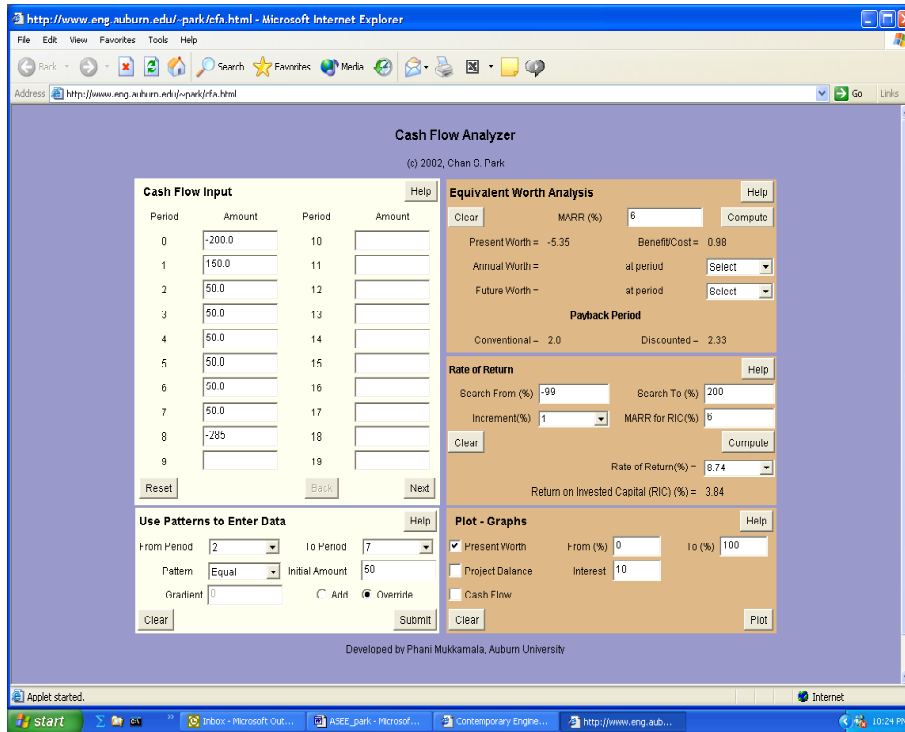 http://www.eng.auburn.edu/~park/cfa.html - Microsoft Internet Explorer
File Edit View Favorites Tools Help
Back Search Favorites Media
Address http://www.eng.auburn.edu/~park/cfa.html Go Links
Cash Flow Analyzer
(c) 2002, Chan S. Park
Cash Flow Input Help
Period Amount Period Amount
0 -200.0 10
1 150.0 11
2 50.0 12
3 50.0 13
4 50.0 14
5 50.0 15
6 50.0 16
7 50.0 17
8 -285 18
9 19
Reset Back Next
Equivalent Worth Analysis Help
Clear MARR (%) 6 Compute
Present Worth = -5.35 Benefit/Cost = 0.98
Annual Worth = at period Select
Future Worth = at period Select
Payback Period
Conventional = 2.0 Discounted = 2.33
Rate of Return Help
Search From (%) -99 Search To (%) 200
Increment(%) 1 MARR for RIC(%) 6
Clear Compute
Rate of Return(%) = 8.74
Return on Invested Capital (RIC) (%) = 3.84
Use Patterns to Enter Data Help
From Period 2 To Period 7
Pattern Equal Initial Amount 50
Gradient 0 Add Override
Clear Submit
Plot - Graphs Help
Present Worth From (%) 0 To (%) 100
Project Balance Interest 10
Cash Flow
Clear Plot
Developed by Phani Mukkamala, Auburn University
Applet started. Internet
start Inbox - Microsoft Out... ASEE_park - Microsof... Contemporary Engine... http://www.eng.aub... 10:24 PM